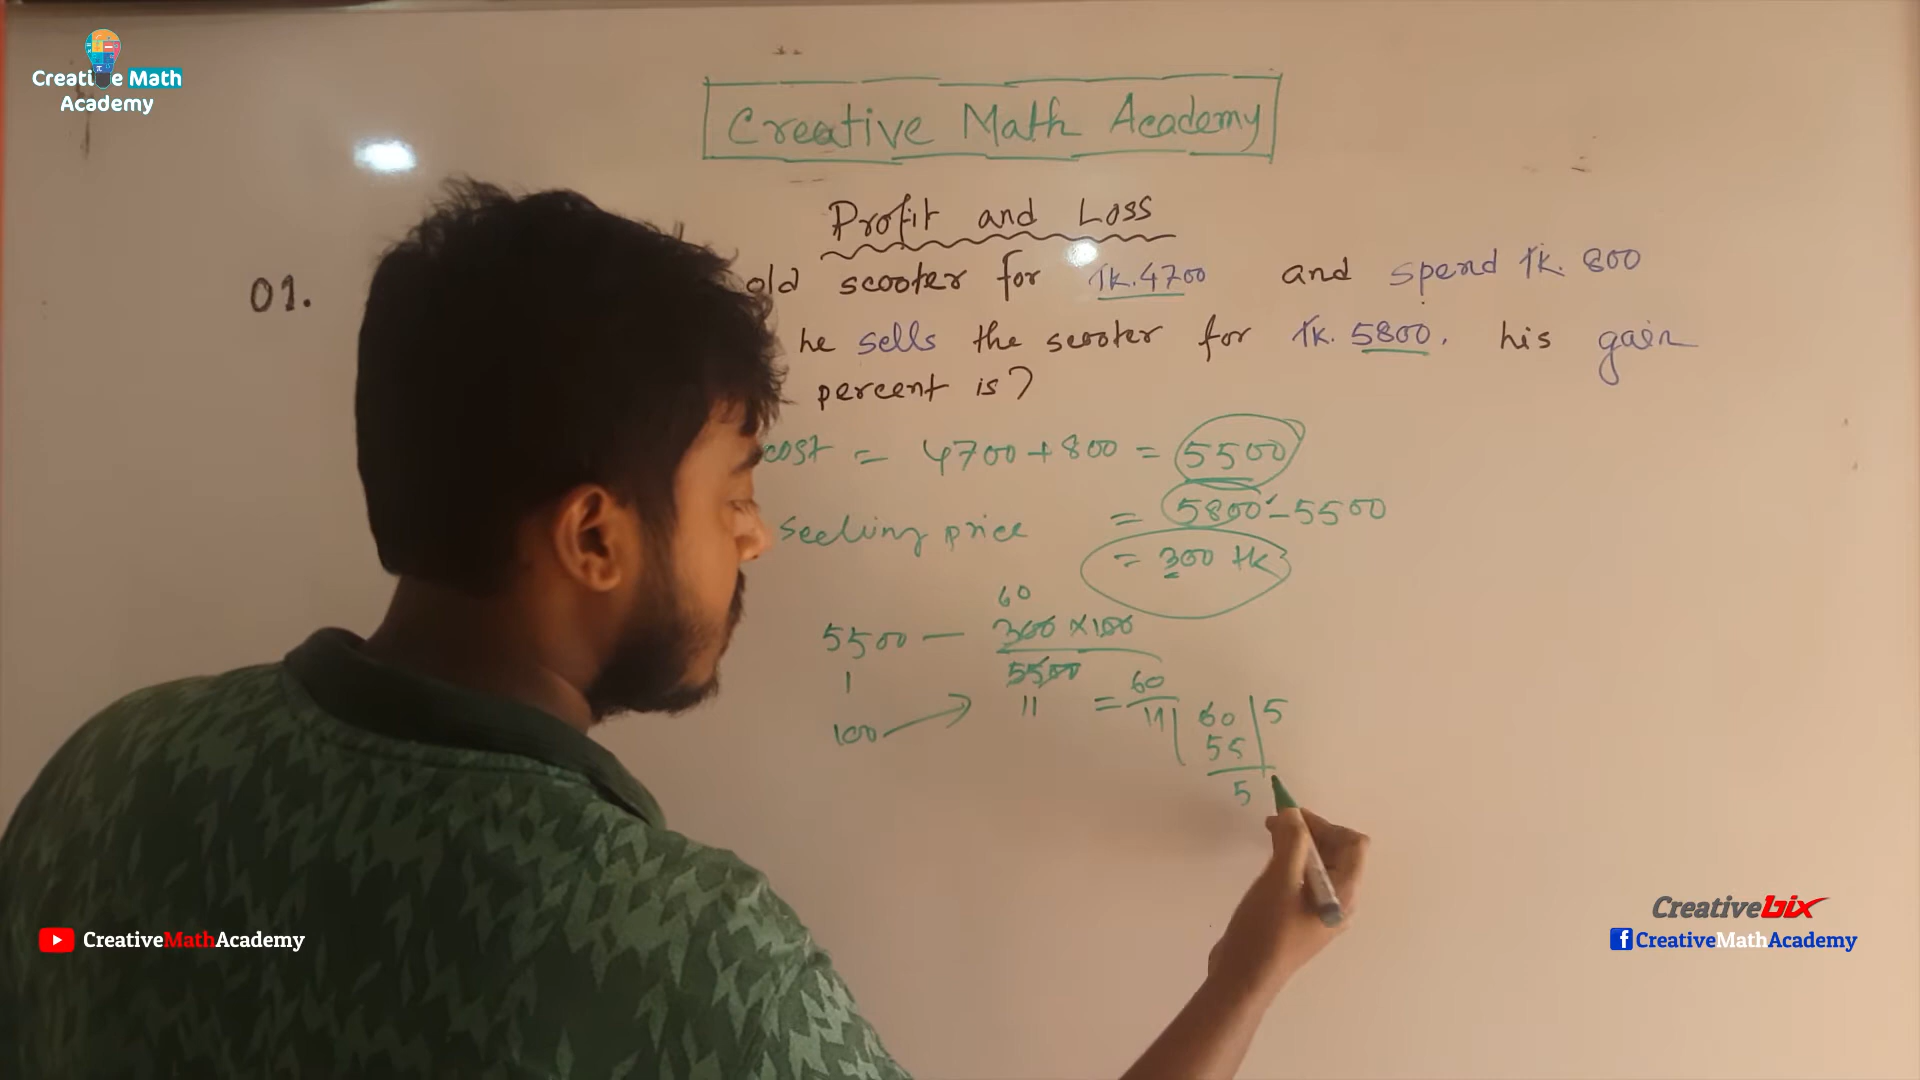 Creative Math
Academy
Creative Math Academy
Profit and Loss
01.
old scooter for Tk.4700 and spend Tk. 800
he sells the scooter for Tk. 5800. his gain
percent is?
cost = 4700+800 = 5500
= 5800-5500
Seeling price
= 300 tk
60
5500 — 300 ×100
5500
1
11 = 60
11
100
60 5
55
5
Creativebix
CreativeMathAcademy
CreativeMathAcademy